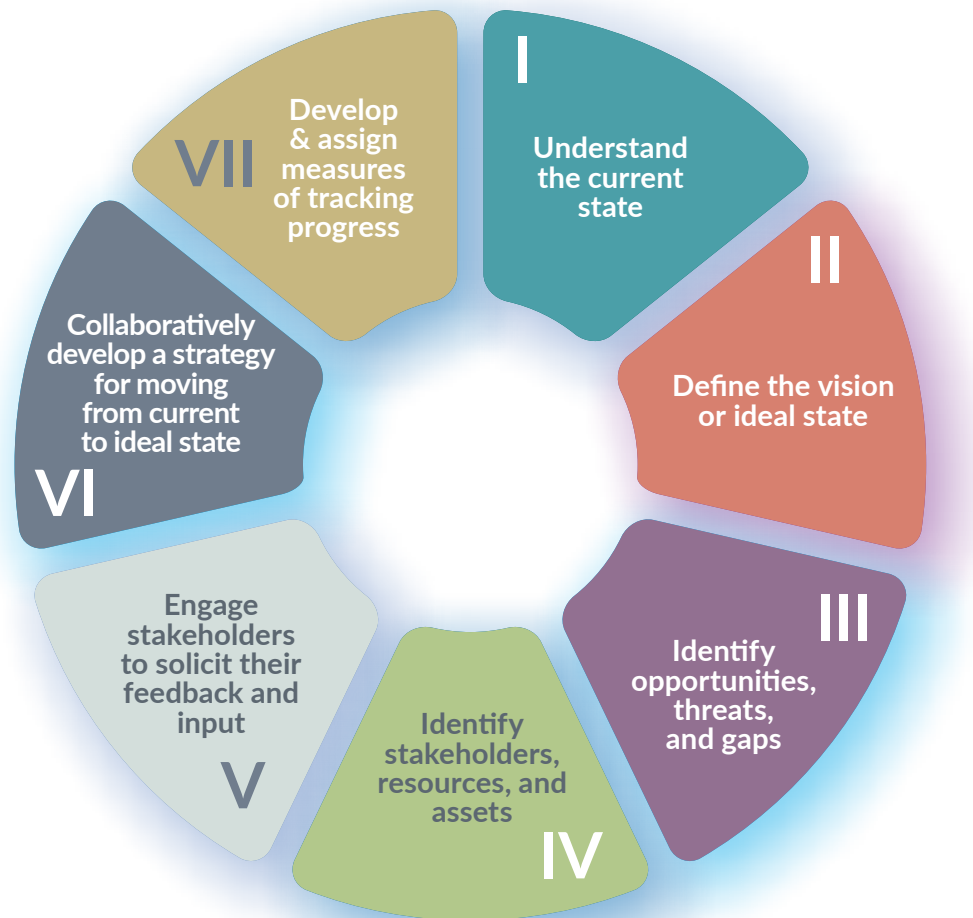 I
Understand
the current
state
II
Define the vision
or ideal state
III
Identify
opportunities,
threats,
and gaps
Identify
stakeholders,
resources, and
assets
IV
Engage
stakeholders
to solicit their
feedback and
input
V
Collaboratively
develop a strategy
for moving
from current
to ideal state
VI
VII
Develop
& assign
measures
of tracking
progress